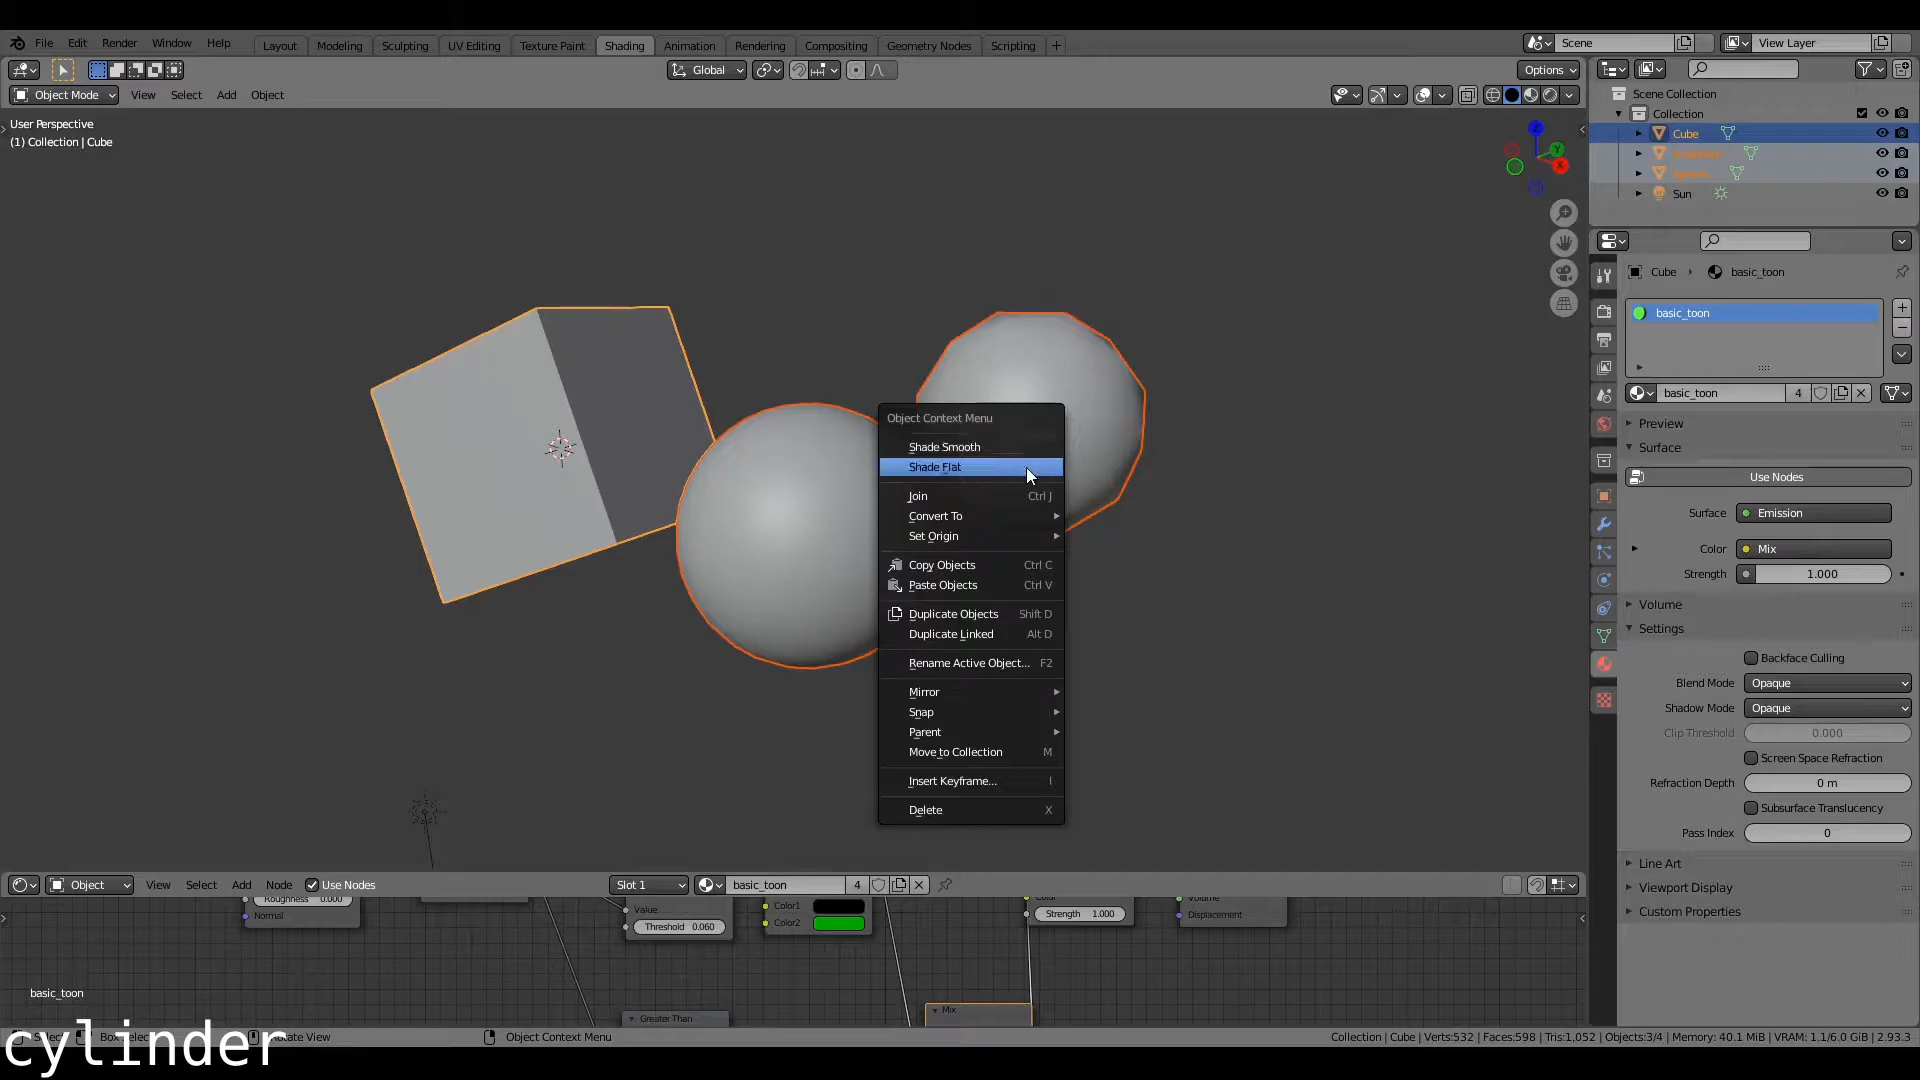 File Edit Render Window Help
Layout Modeling Sculpting UV Editing Texture Paint Shading Animation Rendering Compositing Geometry Nodes Scripting +
Scene
View Layer
Global
Options
Object Mode View Select Add Object
User Perspective
(1) Collection | Cube
Z
Y
X
Object Context Menu
Shade Smooth
Shade Flat
Join Ctrl J
Convert To
Set Origin
Copy Objects Ctrl C
Paste Objects Ctrl V
Duplicate Objects Shift D
Duplicate Linked Alt D
Rename Active Object... F2
Mirror
Snap
Parent
Move to Collection M
Insert Keyframe... I
Delete X
Scene Collection
Collection
Cube
Sun
Cube › basic_toon
basic_toon
basic_toon 4
Preview
Surface
Use Nodes
Surface Emission
Color Mix
Strength 1.000
Volume
Settings
Backface Culling
Blend Mode Opaque
Shadow Mode Opaque
Clip Threshold 0.000
Screen Space Refraction
Refraction Depth 0 m
Subsurface Translucency
Pass Index 0
Line Art
Viewport Display
Custom Properties
Object View Select Add Node Use Nodes
Slot 1
basic_toon 4
Roughness 0.000
Normal
Value
Threshold 0.060
Color1
Color2
Strength 1.000
Volume
Displacement
Greater Than
Mix
basic_toon
cylinder
Select
Rotate View
Object Context Menu
Collection | Cube | Verts:532 | Faces:598 | Tris:1,052 | Objects:3/4 | Memory: 40.1 MiB | VRAM: 1.1/6.0 GiB | 2.93.3